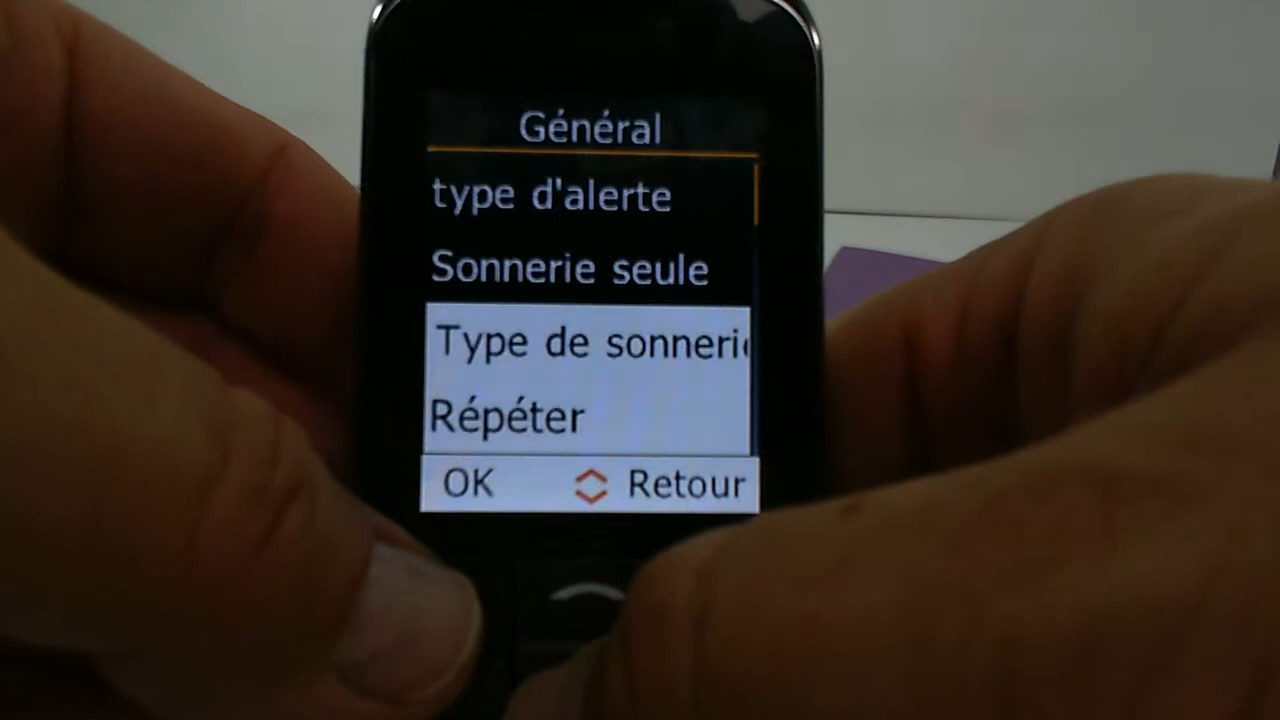 Général
type d'alerte
Sonnerie seule
Type de sonneri
Répéter
OK Retour